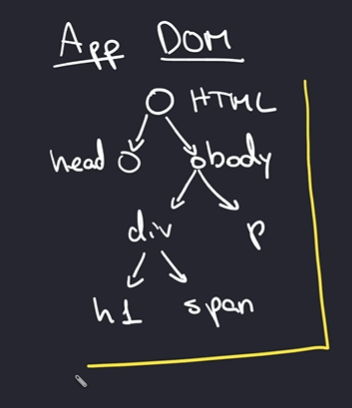 App DOM
HTML
head body
div p
h1 span